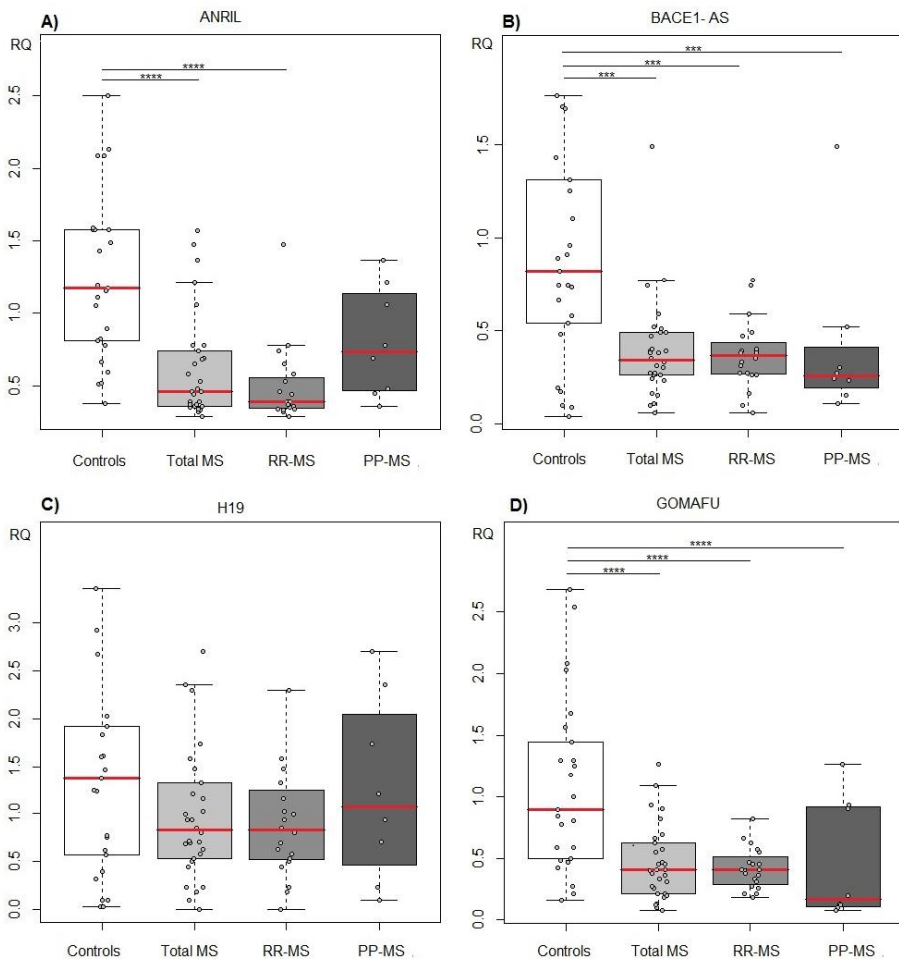 A) ANRIL
RQ
****
****
2.5
2.0
1.5
1.0
0.5
Controls Total MS RR-MS PP-MS
B) BACE1- AS
RQ
***
***
***
1.5
1.0
0.5
0.0
Controls Total MS RR-MS PP-MS
C) H19
RQ
3.0
2.5
2.0
1.5
1.0
0.5
0.0
Controls Total MS RR-MS PP-MS
D) GOMAFU
RQ
****
****
****
2.5
2.0
1.5
1.0
0.5
0.0
Controls Total MS RR-MS PP-MS